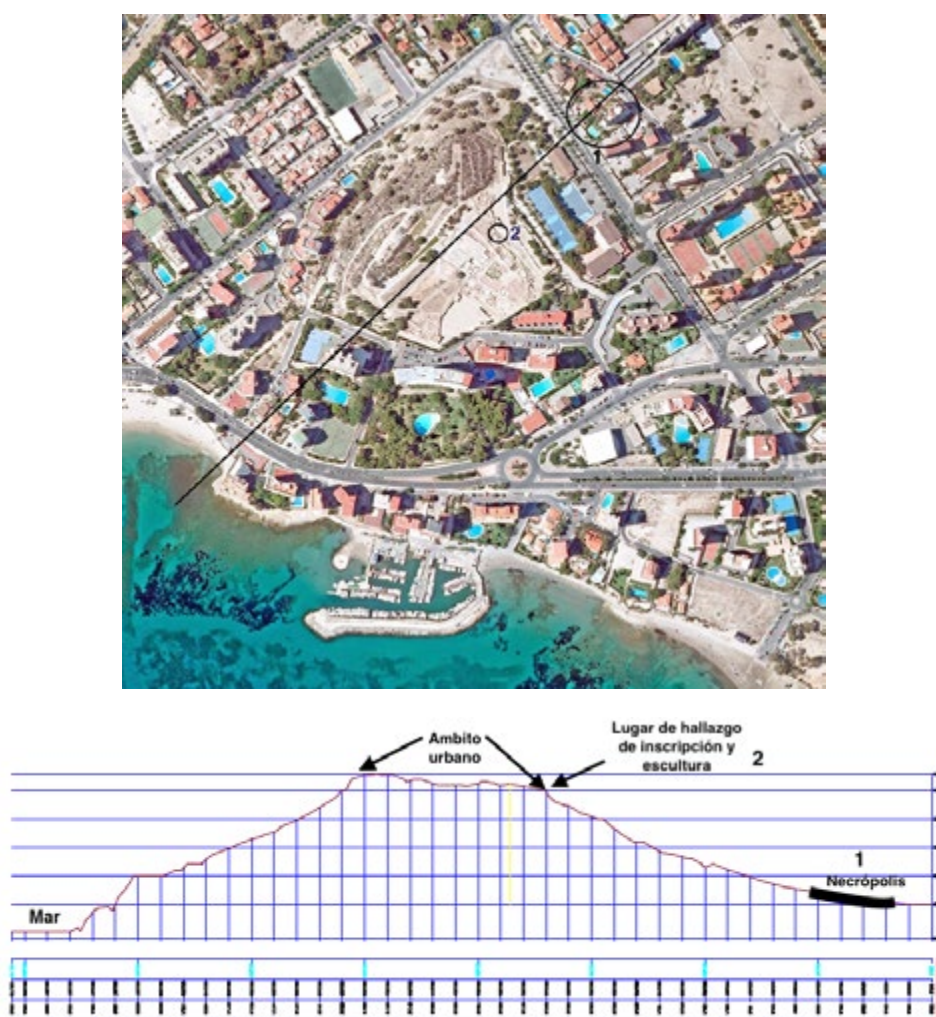 1
2
Ambito
urbano
Lugar de hallazgo
de inscripción y
escultura
2
1
Necrópolis
Mar